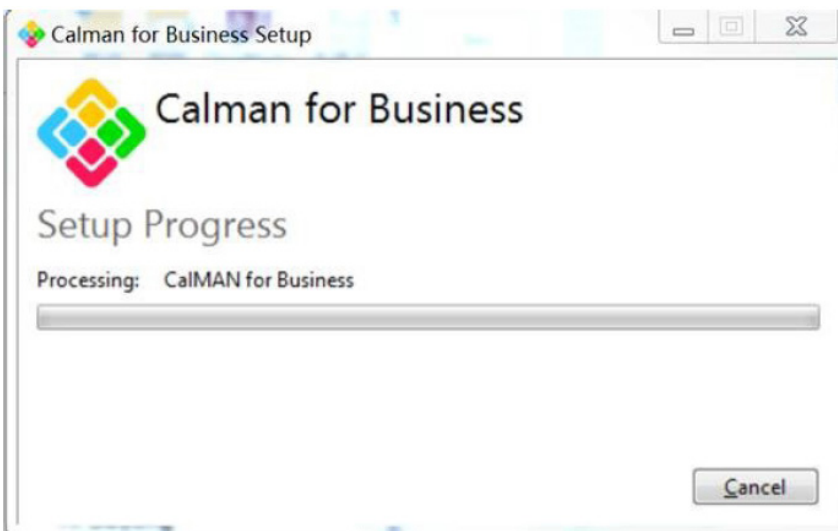 Calman for Business Setup
Calman for Business
Setup Progress
Processing: CalMAN for Business
Cancel